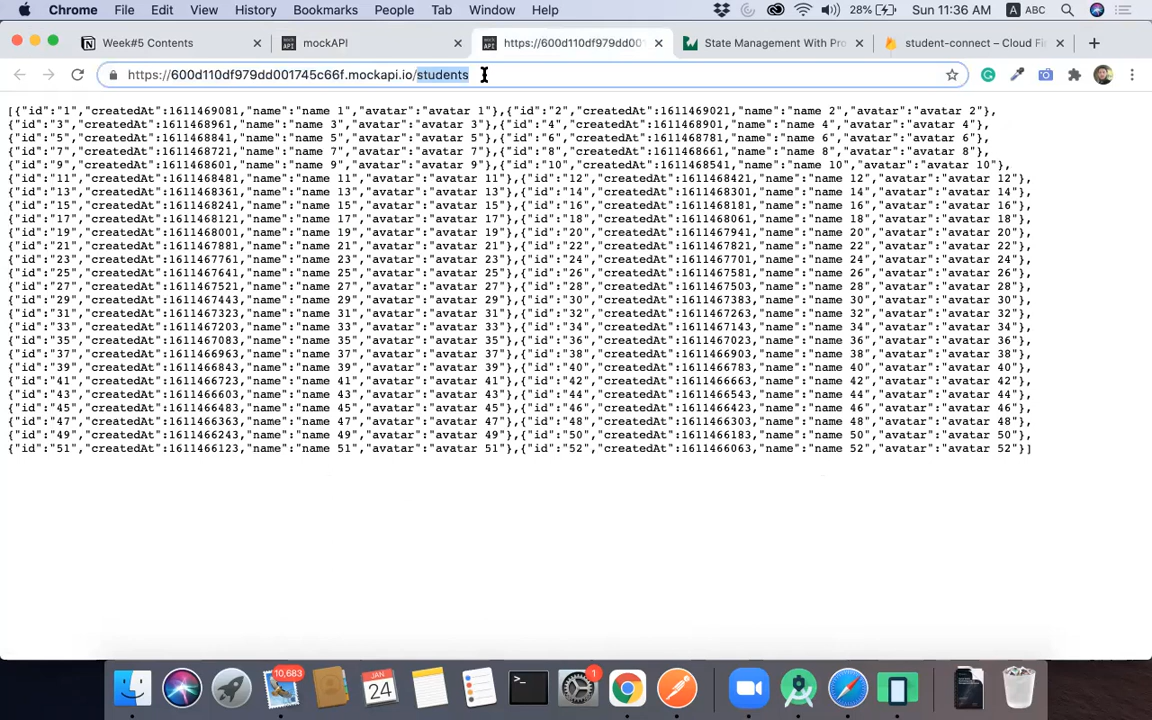 Chrome File Edit View History Bookmarks People Tab Window Help 28% Sun 11:36 AM A ABC
Week#5 Contents × mockAPI × https://600d110df979dd001 × State Management With Pro × student-connect – Cloud Fi × +
https://600d110df979dd001745c66f.mockapi.io/students
[{"id":"1","createdAt":1611469081,"name":"name 1","avatar":"avatar 1"},{"id":"2","createdAt":1611469021,"name":"name 2","avatar":"avatar 2"},
{"id":"3","createdAt":1611468961,"name":"name 3","avatar":"avatar 3"},{"id":"4","createdAt":1611468901,"name":"name 4","avatar":"avatar 4"},
{"id":"5","createdAt":1611468841,"name":"name 5","avatar":"avatar 5"},{"id":"6","createdAt":1611468781,"name":"name 6","avatar":"avatar 6"},
{"id":"7","createdAt":1611468721,"name":"name 7","avatar":"avatar 7"},{"id":"8","createdAt":1611468661,"name":"name 8","avatar":"avatar 8"},
{"id":"9","createdAt":1611468601,"name":"name 9","avatar":"avatar 9"},{"id":"10","createdAt":1611468541,"name":"name 10","avatar":"avatar 10"},
{"id":"11","createdAt":1611468481,"name":"name 11","avatar":"avatar 11"},{"id":"12","createdAt":1611468421,"name":"name 12","avatar":"avatar 12"},
{"id":"13","createdAt":1611468361,"name":"name 13","avatar":"avatar 13"},{"id":"14","createdAt":1611468301,"name":"name 14","avatar":"avatar 14"},
{"id":"15","createdAt":1611468241,"name":"name 15","avatar":"avatar 15"},{"id":"16","createdAt":1611468181,"name":"name 16","avatar":"avatar 16"},
{"id":"17","createdAt":1611468121,"name":"name 17","avatar":"avatar 17"},{"id":"18","createdAt":1611468061,"name":"name 18","avatar":"avatar 18"},
{"id":"19","createdAt":1611468001,"name":"name 19","avatar":"avatar 19"},{"id":"20","createdAt":1611467941,"name":"name 20","avatar":"avatar 20"},
{"id":"21","createdAt":1611467881,"name":"name 21","avatar":"avatar 21"},{"id":"22","createdAt":1611467821,"name":"name 22","avatar":"avatar 22"},
{"id":"23","createdAt":1611467761,"name":"name 23","avatar":"avatar 23"},{"id":"24","createdAt":1611467701,"name":"name 24","avatar":"avatar 24"},
{"id":"25","createdAt":1611467641,"name":"name 25","avatar":"avatar 25"},{"id":"26","createdAt":1611467581,"name":"name 26","avatar":"avatar 26"},
{"id":"27","createdAt":1611467521,"name":"name 27","avatar":"avatar 27"},{"id":"28","createdAt":1611467503,"name":"name 28","avatar":"avatar 28"},
{"id":"29","createdAt":1611467443,"name":"name 29","avatar":"avatar 29"},{"id":"30","createdAt":1611467383,"name":"name 30","avatar":"avatar 30"},
{"id":"31","createdAt":1611467323,"name":"name 31","avatar":"avatar 31"},{"id":"32","createdAt":1611467263,"name":"name 32","avatar":"avatar 32"},
{"id":"33","createdAt":1611467203,"name":"name 33","avatar":"avatar 33"},{"id":"34","createdAt":1611467143,"name":"name 34","avatar":"avatar 34"},
{"id":"35","createdAt":1611467083,"name":"name 35","avatar":"avatar 35"},{"id":"36","createdAt":1611467023,"name":"name 36","avatar":"avatar 36"},
{"id":"37","createdAt":1611466963,"name":"name 37","avatar":"avatar 37"},{"id":"38","createdAt":1611466903,"name":"name 38","avatar":"avatar 38"},
{"id":"39","createdAt":1611466843,"name":"name 39","avatar":"avatar 39"},{"id":"40","createdAt":1611466783,"name":"name 40","avatar":"avatar 40"},
{"id":"41","createdAt":1611466723,"name":"name 41","avatar":"avatar 41"},{"id":"42","createdAt":1611466663,"name":"name 42","avatar":"avatar 42"},
{"id":"43","createdAt":1611466603,"name":"name 43","avatar":"avatar 43"},{"id":"44","createdAt":1611466543,"name":"name 44","avatar":"avatar 44"},
{"id":"45","createdAt":1611466483,"name":"name 45","avatar":"avatar 45"},{"id":"46","createdAt":1611466423,"name":"name 46","avatar":"avatar 46"},
{"id":"47","createdAt":1611466363,"name":"name 47","avatar":"avatar 47"},{"id":"48","createdAt":1611466303,"name":"name 48","avatar":"avatar 48"},
{"id":"49","createdAt":1611466243,"name":"name 49","avatar":"avatar 49"},{"id":"50","createdAt":1611466183,"name":"name 50","avatar":"avatar 50"},
{"id":"51","createdAt":1611466123,"name":"name 51","avatar":"avatar 51"},{"id":"52","createdAt":1611466063,"name":"name 52","avatar":"avatar 52"}]
10,683
24
1